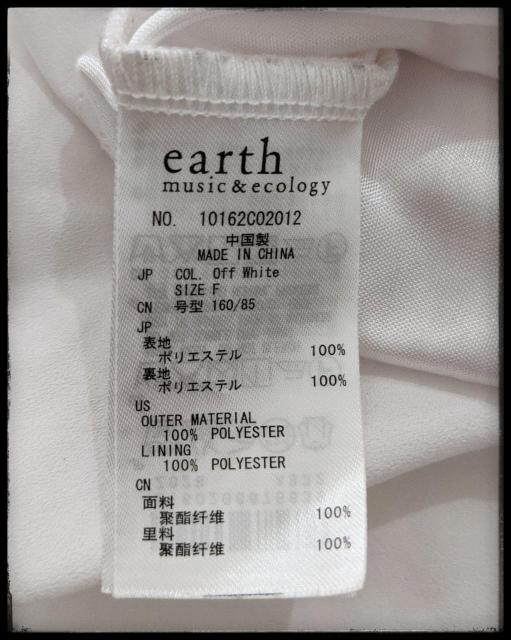 earth
music&ecology
NO. 10162C02012
中国製
MADE IN CHINA
JP COL. Off White
SIZE F
CN 号型 160/85
JP
表地
ポリエステル 100%
裏地
ポリエステル 100%
US
OUTER MATERIAL
100% POLYESTER
LINING
100% POLYESTER
CN
面料
聚酯纤维 100%
里料
聚酯纤维 100%